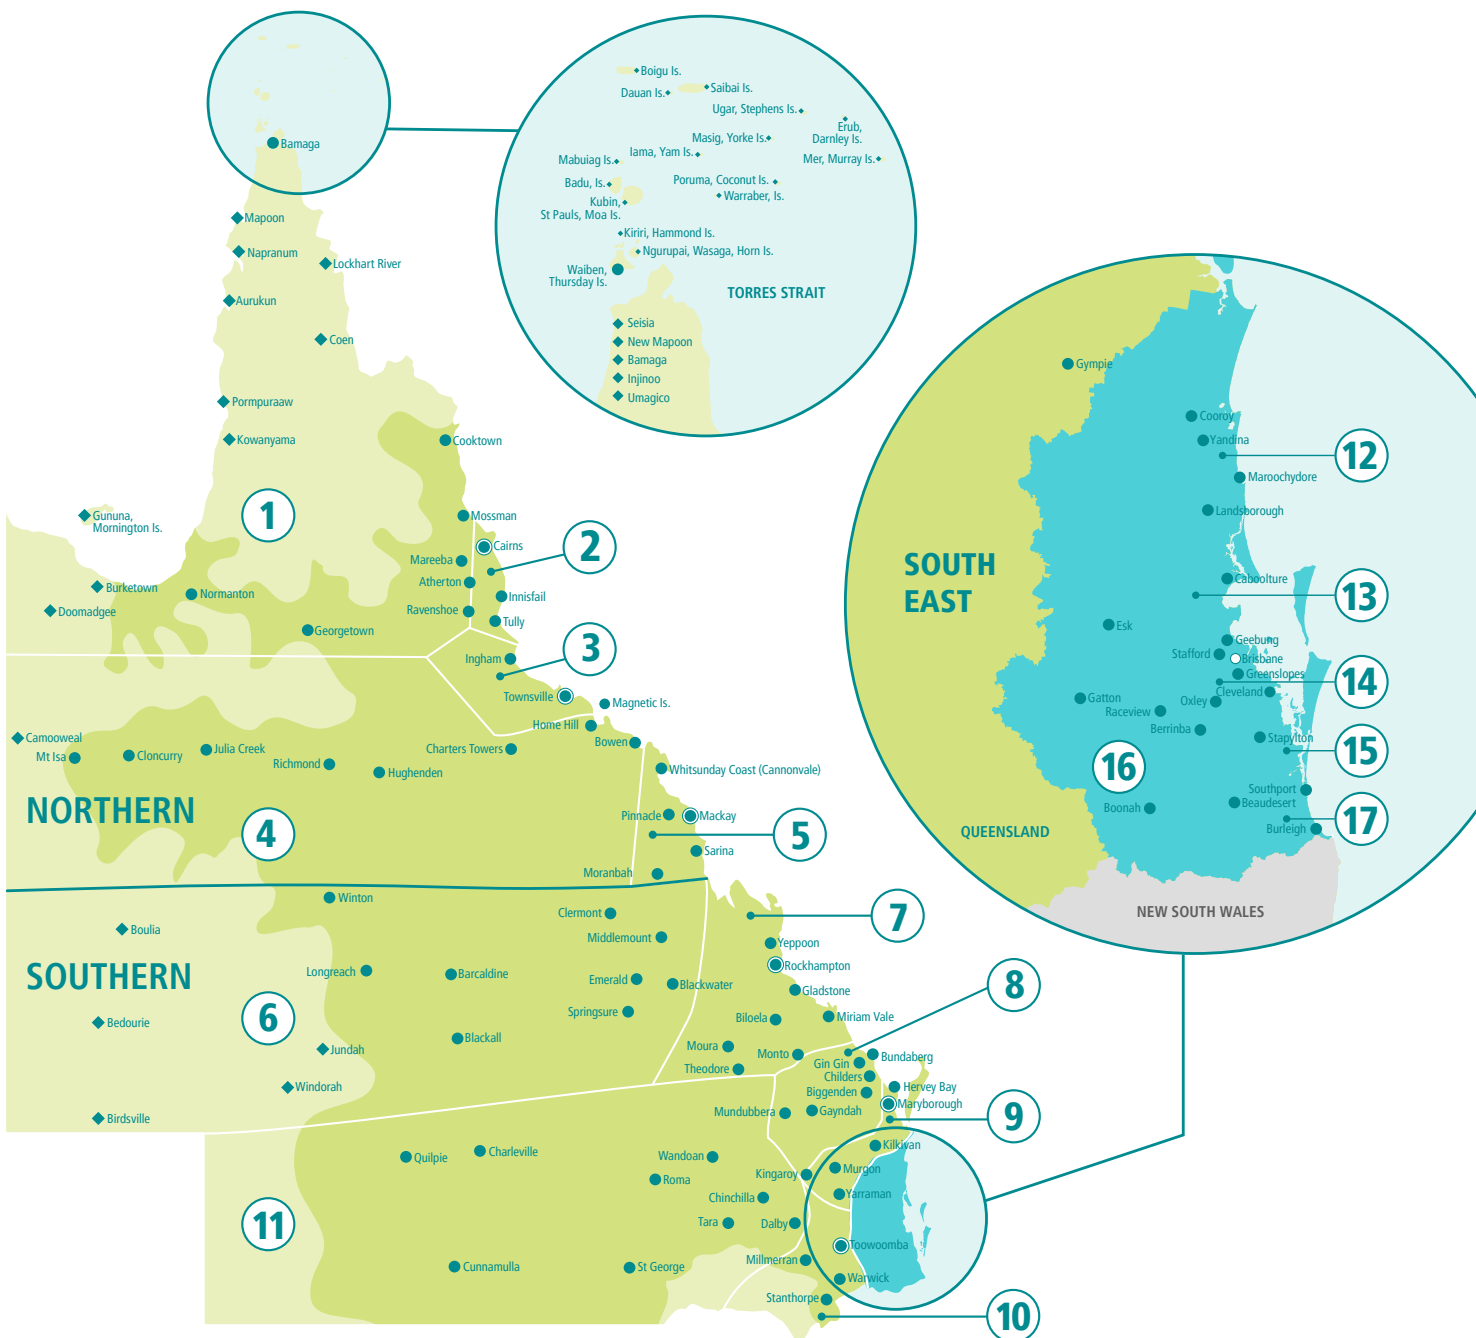 Bamaga
Mapoon
Napranum
Lockhart River
Aurukun
Coen
Pormpuraaw
Kowanyama
Cooktown
1
Gununa,
Mornington Is.
Mossman
Cairns
2
Mareeba
Atherton
Burketown
Normanton
Innisfail
Doomadgee
Ravenshoe
Tully
Georgetown
3
Ingham
Townsville
Magnetic Is.
Home Hill
Camooweal
Mt Isa
Cloncurry
Julia Creek
Richmond
Hughenden
Charters Towers
Bowen
Whitsunday Coast (Cannonvale)
NORTHERN
4
Pinnacle
Mackay
5
Sarina
Moranbah
Winton
Clermont
7
Boulia
Middlemount
Yeppoon
SOUTHERN
Longreach
Barcaldine
Emerald
Blackwater
Rockhampton
8
Gladstone
Bedourie
6
Springsure
Biloela
Miriam Vale
Jundah
Blackall
Moura
Monto
Gin Gin
Bundaberg
Theodore
Childers
Windorah
Biggenden
Hervey Bay
Birdsville
Mundubbera
Gayndah
Maryborough
9
Quilpie
Charleville
Wandoan
Kilkivan
Roma
Kingaroy
Murgon
Chinchilla
Yarraman
11
Tara
Dalby
Toowoomba
Cunnamulla
St George
Millmerran
Warwick
Stanthorpe
10
Boigu Is.
Dauan Is.
Saibai Is.
Ugar, Stephens Is.
Erub,
Darnley Is.
Masig, Yorke Is.
Iama, Yam Is.
Mer, Murray Is.
Mabuiag Is.
Badu, Is.
Poruma, Coconut Is.
Warraber, Is.
Kubin,
St Pauls, Moa Is.
Kiriri, Hammond Is.
Ngurupai, Wasaga, Horn Is.
Waiben,
Thursday Is.
TORRES STRAIT
Seisia
New Mapoon
Bamaga
Injinoo
Umagico
Gympie
Cooroy
Yandina
12
Maroochydore
Landsborough
SOUTH
EAST
Caboolture
13
Esk
Geebung
Stafford
Brisbane
Greenslopes
14
Cleveland
Gatton
Oxley
Raceview
Berrinba
Stapylton
15
16
Southport
Boonah
Beaudesert
17
Burleigh
QUEENSLAND
NEW SOUTH WALES